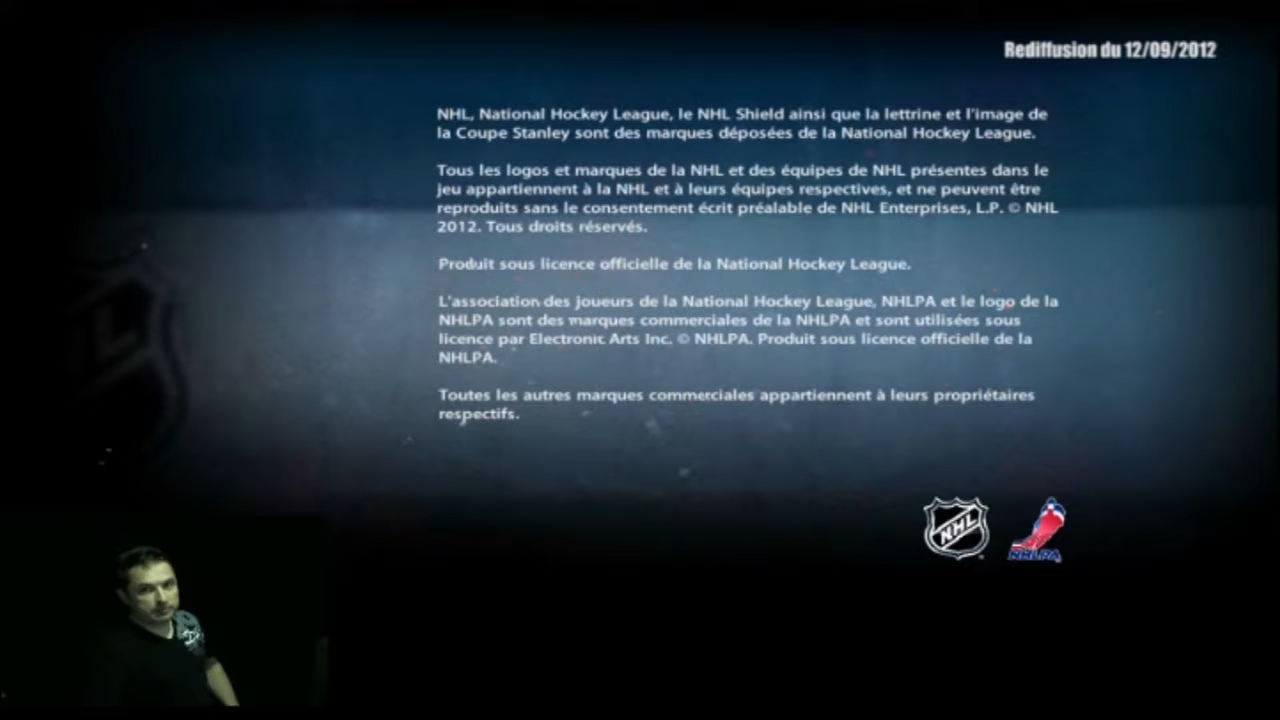 Rediffusion du 12/09/2012
NHL, National Hockey League, le NHL Shield ainsi que la lettrine et l'image de
la Coupe Stanley sont des marques déposées de la National Hockey League.
Tous les logos et marques de la NHL et des équipes de NHL présentes dans le
jeu appartiennent à la NHL et à leurs équipes respectives, et ne peuvent être
reproduits sans le consentement écrit préalable de NHL Enterprises, L.P. © NHL
2012. Tous droits réservés.
Produit sous licence officielle de la National Hockey League.
L'association des joueurs de la National Hockey League, NHLPA et le logo de la
NHLPA sont des marques commerciales de la NHLPA et sont utilisées sous
licence par Electronic Arts Inc. © NHLPA. Produit sous licence officielle de la
NHLPA.
Toutes les autres marques commerciales appartiennent à leurs propriétaires
respectifs.
NHL
NHLPA